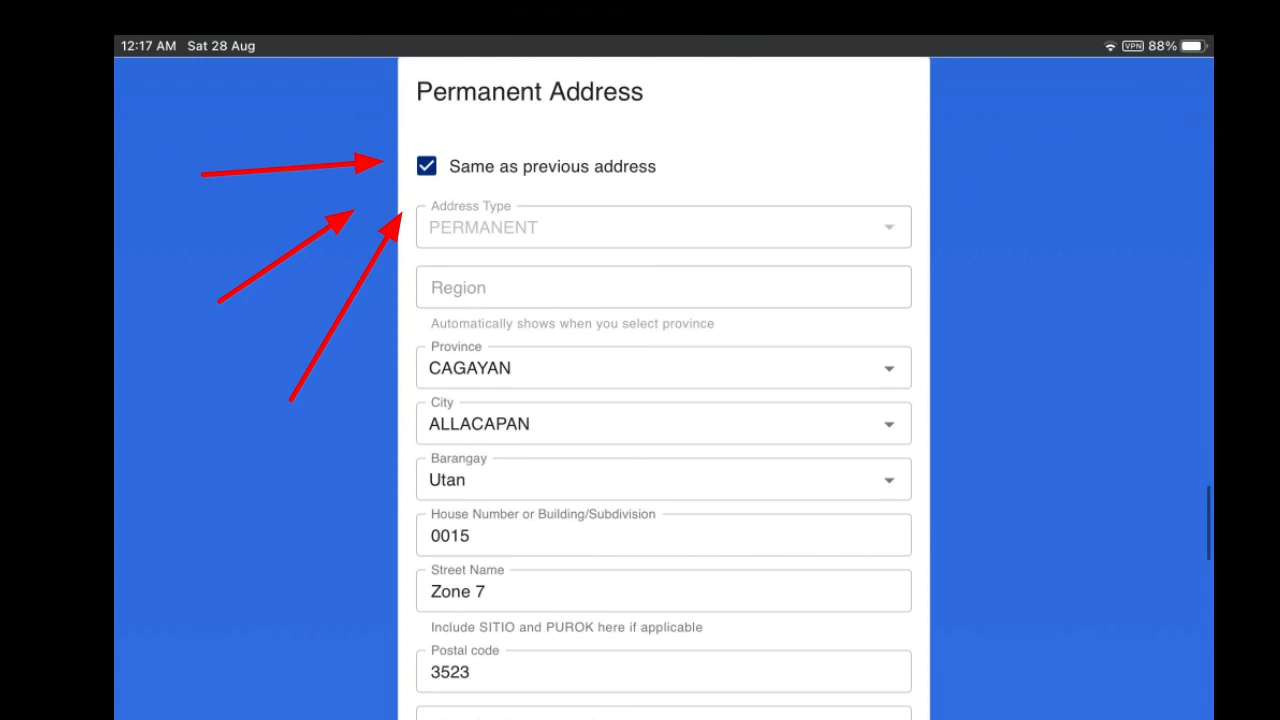 12:17 AM Sat 28 Aug
VPN 88%
Permanent Address
Same as previous address
Address Type
PERMANENT
Region
Automatically shows when you select province
Province
CAGAYAN
City
ALLACAPAN
Barangay
Utan
House Number or Building/Subdivision
0015
Street Name
Zone 7
Include SITIO and PUROK here if applicable
Postal code
3523